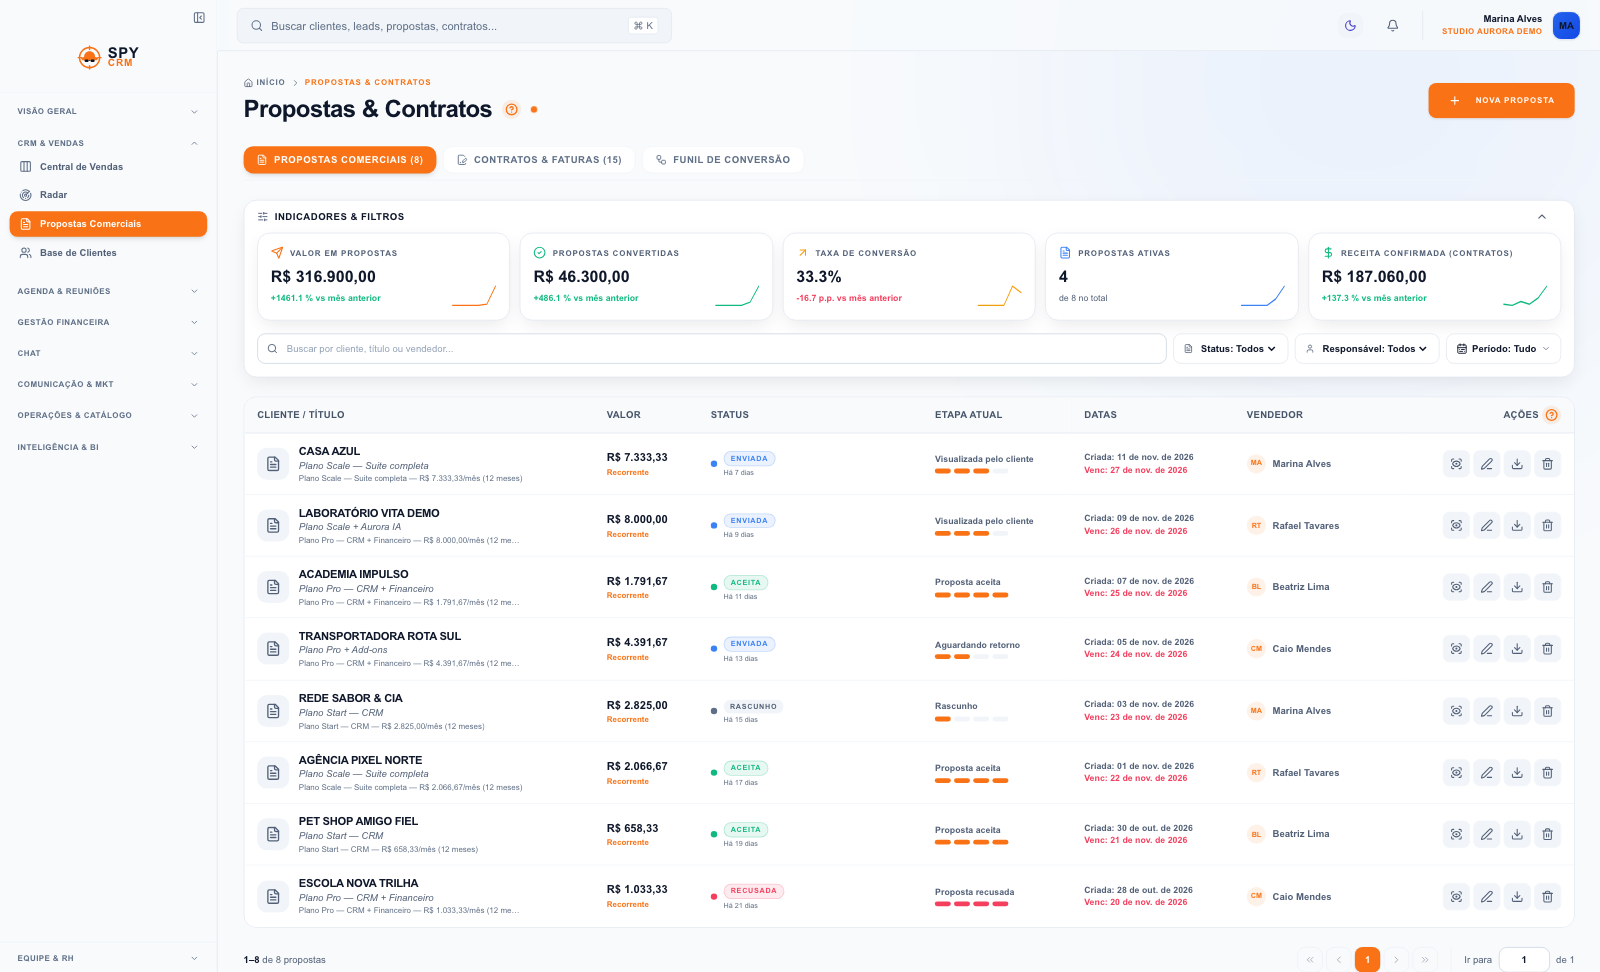 SPY
CRM
VISÃO GERAL
CRM & VENDAS
Central de Vendas
Radar
Propostas Comerciais
Base de Clientes
AGENDA & REUNIÕES
GESTÃO FINANCEIRA
CHAT
COMUNICAÇÃO & MKT
OPERAÇÕES & CATÁLOGO
INTELIGÊNCIA & BI
EQUIPE & RH
Buscar clientes, leads, propostas, contratos...
⌘ K
Marina Alves
STUDIO AURORA DEMO
MA
INÍCIO > PROPOSTAS & CONTRATOS
Propostas & Contratos
NOVA PROPOSTA
PROPOSTAS COMERCIAIS (8)
CONTRATOS & FATURAS (15)
FUNIL DE CONVERSÃO
INDICADORES & FILTROS
VALOR EM PROPOSTAS
R$ 316.900,00
+1461.1 % vs mês anterior
PROPOSTAS CONVERTIDAS
R$ 46.300,00
+486.1 % vs mês anterior
TAXA DE CONVERSÃO
33.3%
-16.7 p.p. vs mês anterior
PROPOSTAS ATIVAS
4
de 8 no total
RECEITA CONFIRMADA (CONTRATOS)
R$ 187.060,00
+137.3 % vs mês anterior
Buscar por cliente, título ou vendedor...
Status: Todos
Responsável: Todos
Período: Tudo
CLIENTE / TÍTULO VALOR STATUS ETAPA ATUAL DATAS VENDEDOR AÇÕES
CASA AZUL
Plano Scale — Suite completa
Plano Scale — Suite completa — R$ 7.333,33/mês (12 meses)
R$ 7.333,33
Recorrente
ENVIADA
Há 7 dias
Visualizada pelo cliente
Criada: 11 de nov. de 2026
Venc: 27 de nov. de 2026
MA Marina Alves
LABORATÓRIO VITA DEMO
Plano Scale + Aurora IA
Plano Pro — CRM + Financeiro — R$ 8.000,00/mês (12 me...
R$ 8.000,00
Recorrente
ENVIADA
Há 9 dias
Visualizada pelo cliente
Criada: 09 de nov. de 2026
Venc: 26 de nov. de 2026
RT Rafael Tavares
ACADEMIA IMPULSO
Plano Pro — CRM + Financeiro
Plano Pro — CRM + Financeiro — R$ 1.791,67/mês (12 me...
R$ 1.791,67
Recorrente
ACEITA
Há 11 dias
Proposta aceita
Criada: 07 de nov. de 2026
Venc: 25 de nov. de 2026
BL Beatriz Lima
TRANSPORTADORA ROTA SUL
Plano Pro + Add-ons
Plano Pro — CRM + Financeiro — R$ 4.391,67/mês (12 me...
R$ 4.391,67
Recorrente
ENVIADA
Há 13 dias
Aguardando retorno
Criada: 05 de nov. de 2026
Venc: 24 de nov. de 2026
CM Caio Mendes
REDE SABOR & CIA
Plano Start — CRM
Plano Start — CRM — R$ 2.825,00/mês (12 meses)
R$ 2.825,00
Recorrente
RASCUNHO
Há 15 dias
Rascunho
Criada: 03 de nov. de 2026
Venc: 23 de nov. de 2026
MA Marina Alves
AGÊNCIA PIXEL NORTE
Plano Scale — Suite completa
Plano Scale — Suite completa — R$ 2.066,67/mês (12 meses)
R$ 2.066,67
Recorrente
ACEITA
Há 17 dias
Proposta aceita
Criada: 01 de nov. de 2026
Venc: 22 de nov. de 2026
RT Rafael Tavares
PET SHOP AMIGO FIEL
Plano Start — CRM
Plano Start — CRM — R$ 658,33/mês (12 meses)
R$ 658,33
Recorrente
ACEITA
Há 19 dias
Proposta aceita
Criada: 30 de out. de 2026
Venc: 21 de nov. de 2026
BL Beatriz Lima
ESCOLA NOVA TRILHA
Plano Pro — CRM + Financeiro
Plano Pro — CRM + Financeiro — R$ 1.033,33/mês (12 me...
R$ 1.033,33
Recorrente
RECUSADA
Há 21 dias
Proposta recusada
Criada: 28 de out. de 2026
Venc: 20 de nov. de 2026
CM Caio Mendes
1–8 de 8 propostas
« ‹ 1 › »
Ir para 1 de 1